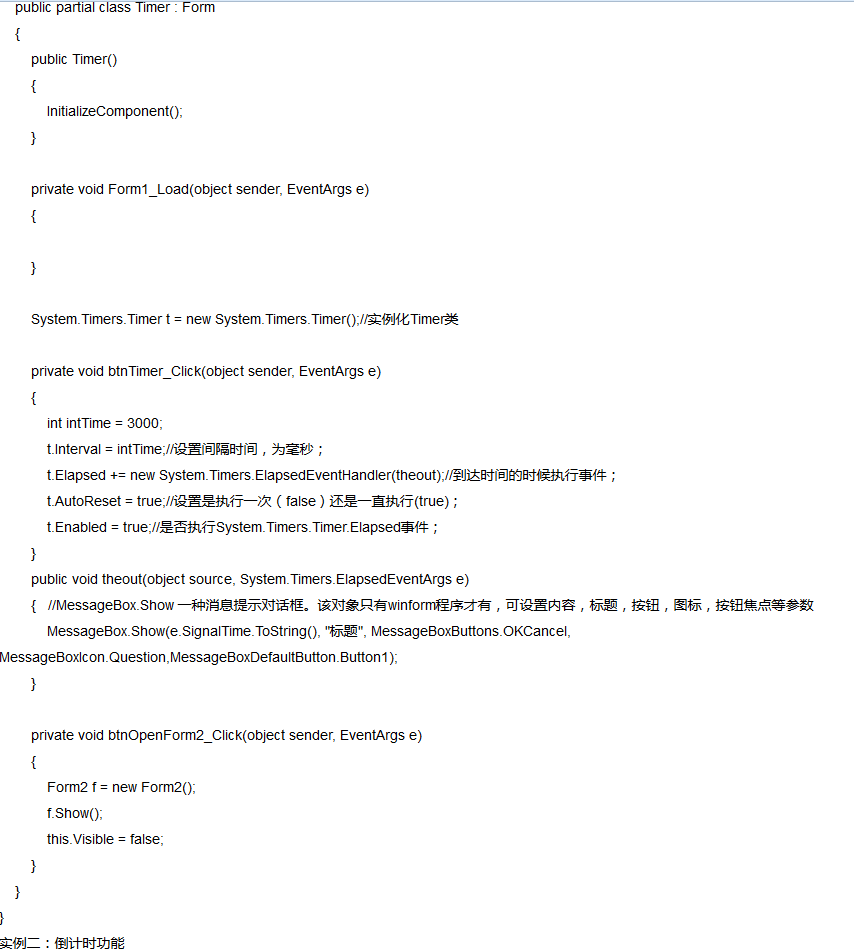 public partial class Timer : Form
{
public Timer()
{
InitializeComponent();
}
private void Form1_Load(object sender, EventArgs e)
{
}
System.Timers.Timer t = new System.Timers.Timer();//实例化Timer类
private void btnTimer_Click(object sender, EventArgs e)
{
int intTime = 3000;
t.Interval = intTime;//设置间隔时间，为毫秒；
t.Elapsed += new System.Timers.ElapsedEventHandler(theout);//到达时间的时候执行事件；
t.AutoReset = true;//设置是执行一次（false）还是一直执行(true)；
t.Enabled = true;//是否执行System.Timers.Timer.Elapsed事件；
}
public void theout(object source, System.Timers.ElapsedEventArgs e)
{ //MessageBox.Show 一种消息提示对话框。该对象只有winform程序才有，可设置内容，标题，按钮，图标，按钮焦点等参数
MessageBox.Show(e.SignalTime.ToString(), "标题", MessageBoxButtons.OKCancel,
MessageBoxIcon.Question,MessageBoxDefaultButton.Button1);
}
private void btnOpenForm2_Click(object sender, EventArgs e)
{
Form2 f = new Form2();
f.Show();
this.Visible = false;
}
}
}
实例二：倒计时功能